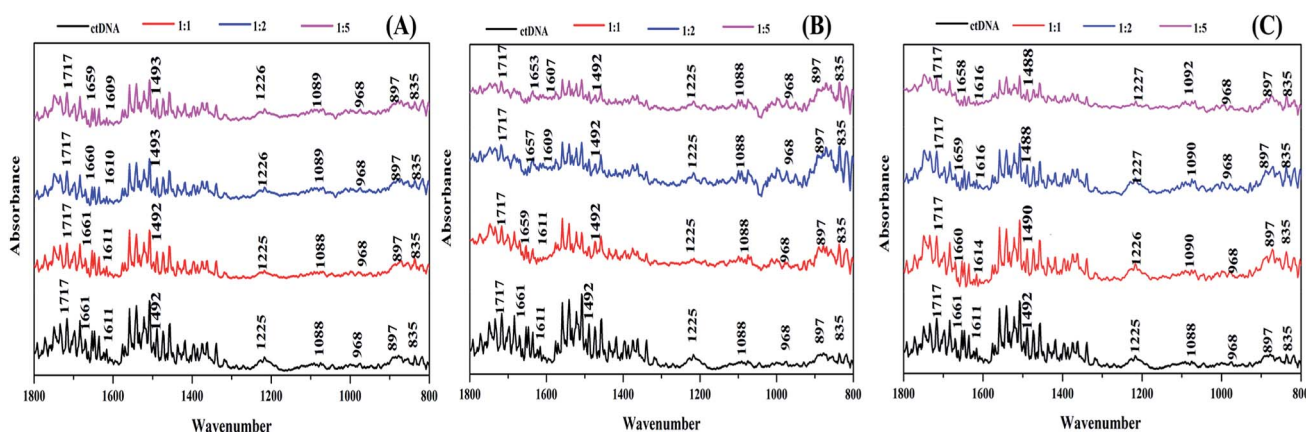 ctDNA 1:1 1:2 1:5 (A)
1717 1659 1609 1493 1226 1089 968 897 835
1717 1660 1610 1493 1226 1089 968 897 835
1717 1661 1611 1492 1225 1088 968 897 835
1717 1661 1611 1492 1225 1088 968 897 835
1800 1600 1400 1200 1000 800
Wavenumber
Absorbance
ctDNA 1:1 1:2 1:5 (B)
1717 1653 1607 1492 1225 1088 968 897 835
1717 1657 1609 1492 1225 1088 968 897 835
1717 1659 1611 1492 1225 1088 968 897 835
1717 1661 1611 1492 1225 1088 968 897 835
1800 1600 1400 1200 1000 800
Wavenumber
Absorbance
ctDNA 1:1 1:2 1:5 (C)
1717 1658 1616 1488 1227 1092 968 897 835
1717 1659 1616 1488 1227 1090 968 897 835
1717 1660 1614 1490 1226 1090 968 897 835
1717 1661 1611 1492 1225 1088 968 897 835
1800 1600 1400 1200 1000 800
Wavenumber
Absorbance